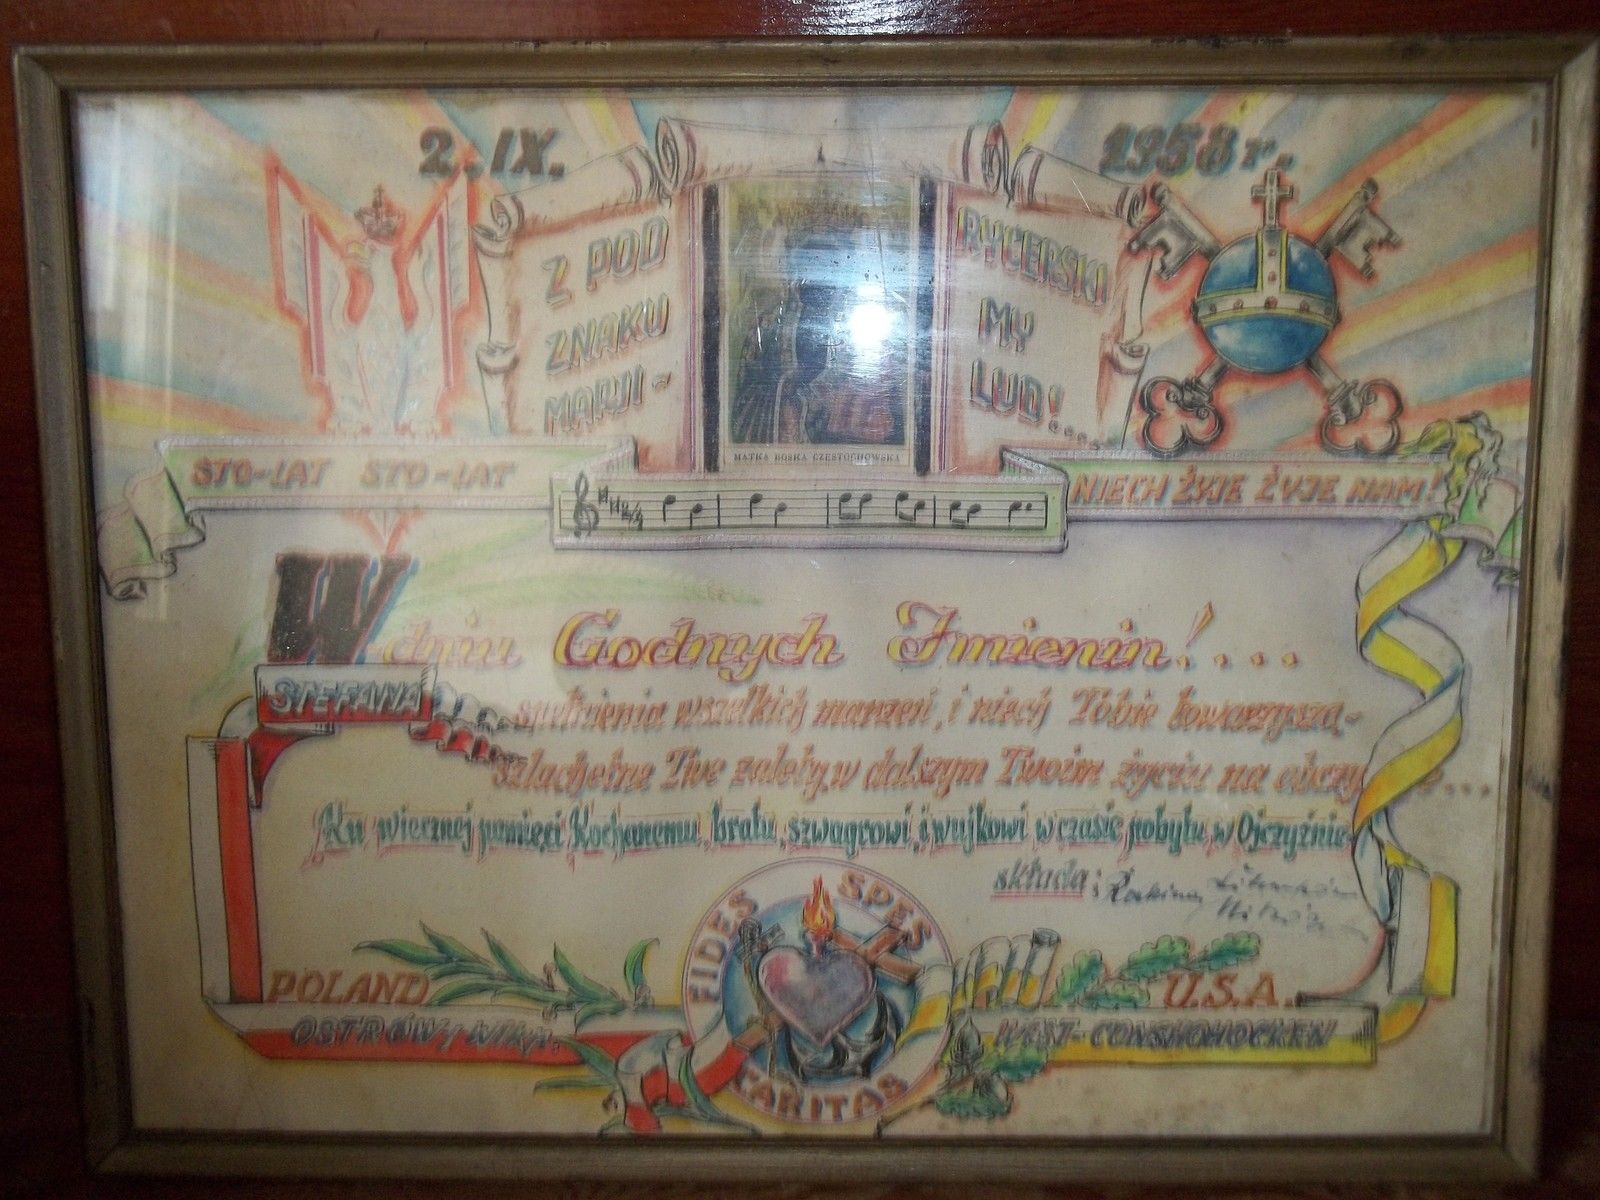 2. IX. 1958 r.
Z POD
ZNAKU
MARJI -
RYCERSKI
MY
LUD!....
MATKA BOSKA CZĘSTOCHOWSKA
STO-LAT STO-LAT
NIECH ŻYJE ŻYJE NAM!
W dniu Godnych Imienin!....
STEFANA
spełnienia wszelkich marzeń, i niech Tobie towarzyszą-
szlachetne Twe zalety, w dalszym Twoim życiu na
Ku wiecznej pamięci Kochanemu, bratu, szwagrowi, i wujkowi w czasie pobytu w Ojczyźnie
składa:
FIDES SPES
CARITAS
POLAND
OSTRÓW/WLKP.
U.S.A.
WEST-CONSHOHOCKEN